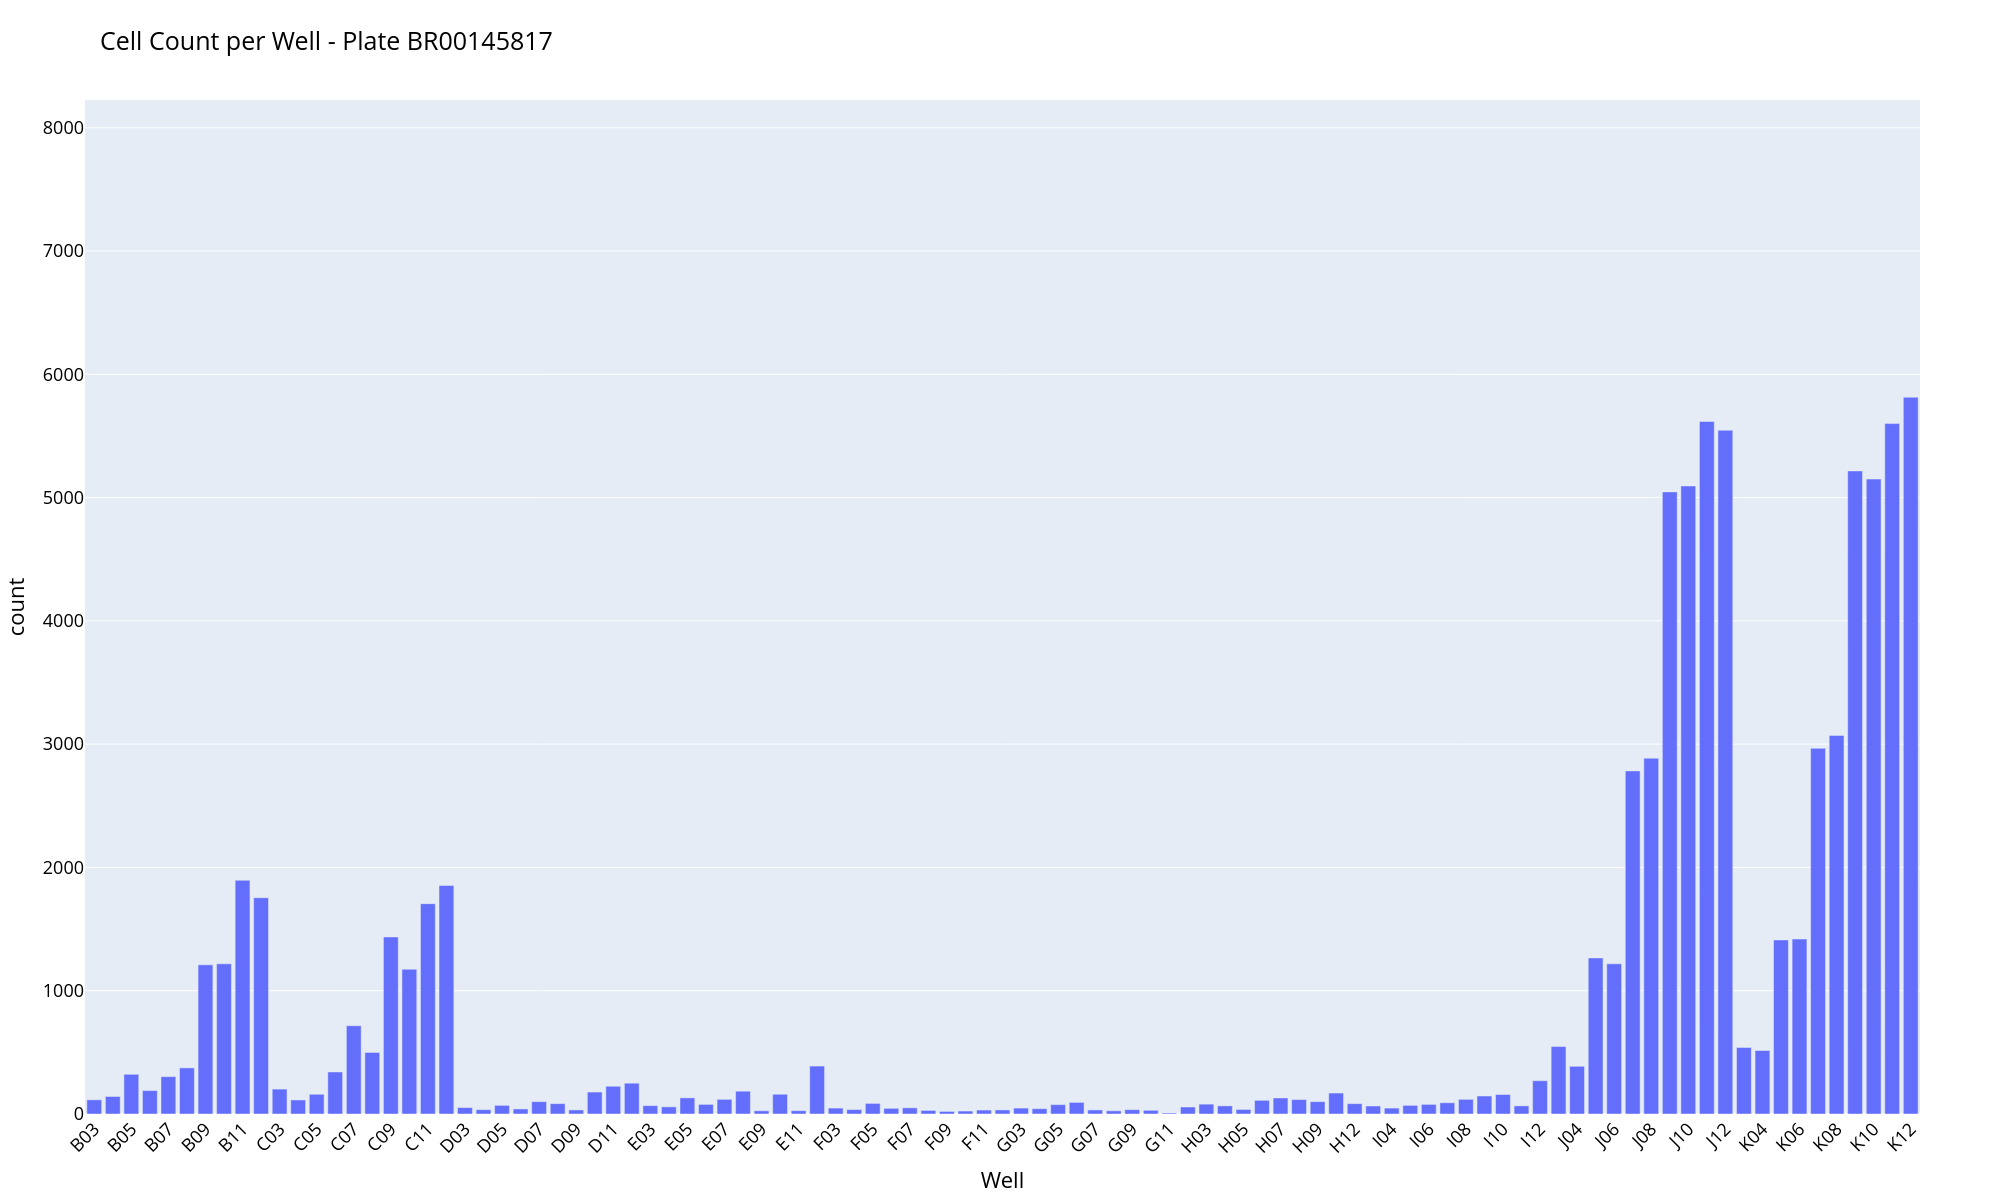 Cell Count per Well - Plate BR00145817
8000
7000
6000
5000
4000
3000
2000
1000
0
count
B03 B05 B07 B09 B11 C03 C05 C07 C09 C11 D03 D05 D07 D09 D11 E03 E05 E07 E09 E11 F03 F05 F07 F09 F11 G03 G05 G07 G09 G11 H03 H05 H07 H09 H12 I04 I06 I08 I10 I12 J04 J06 J08 J10 J12 K04 K06 K08 K10 K12
Well